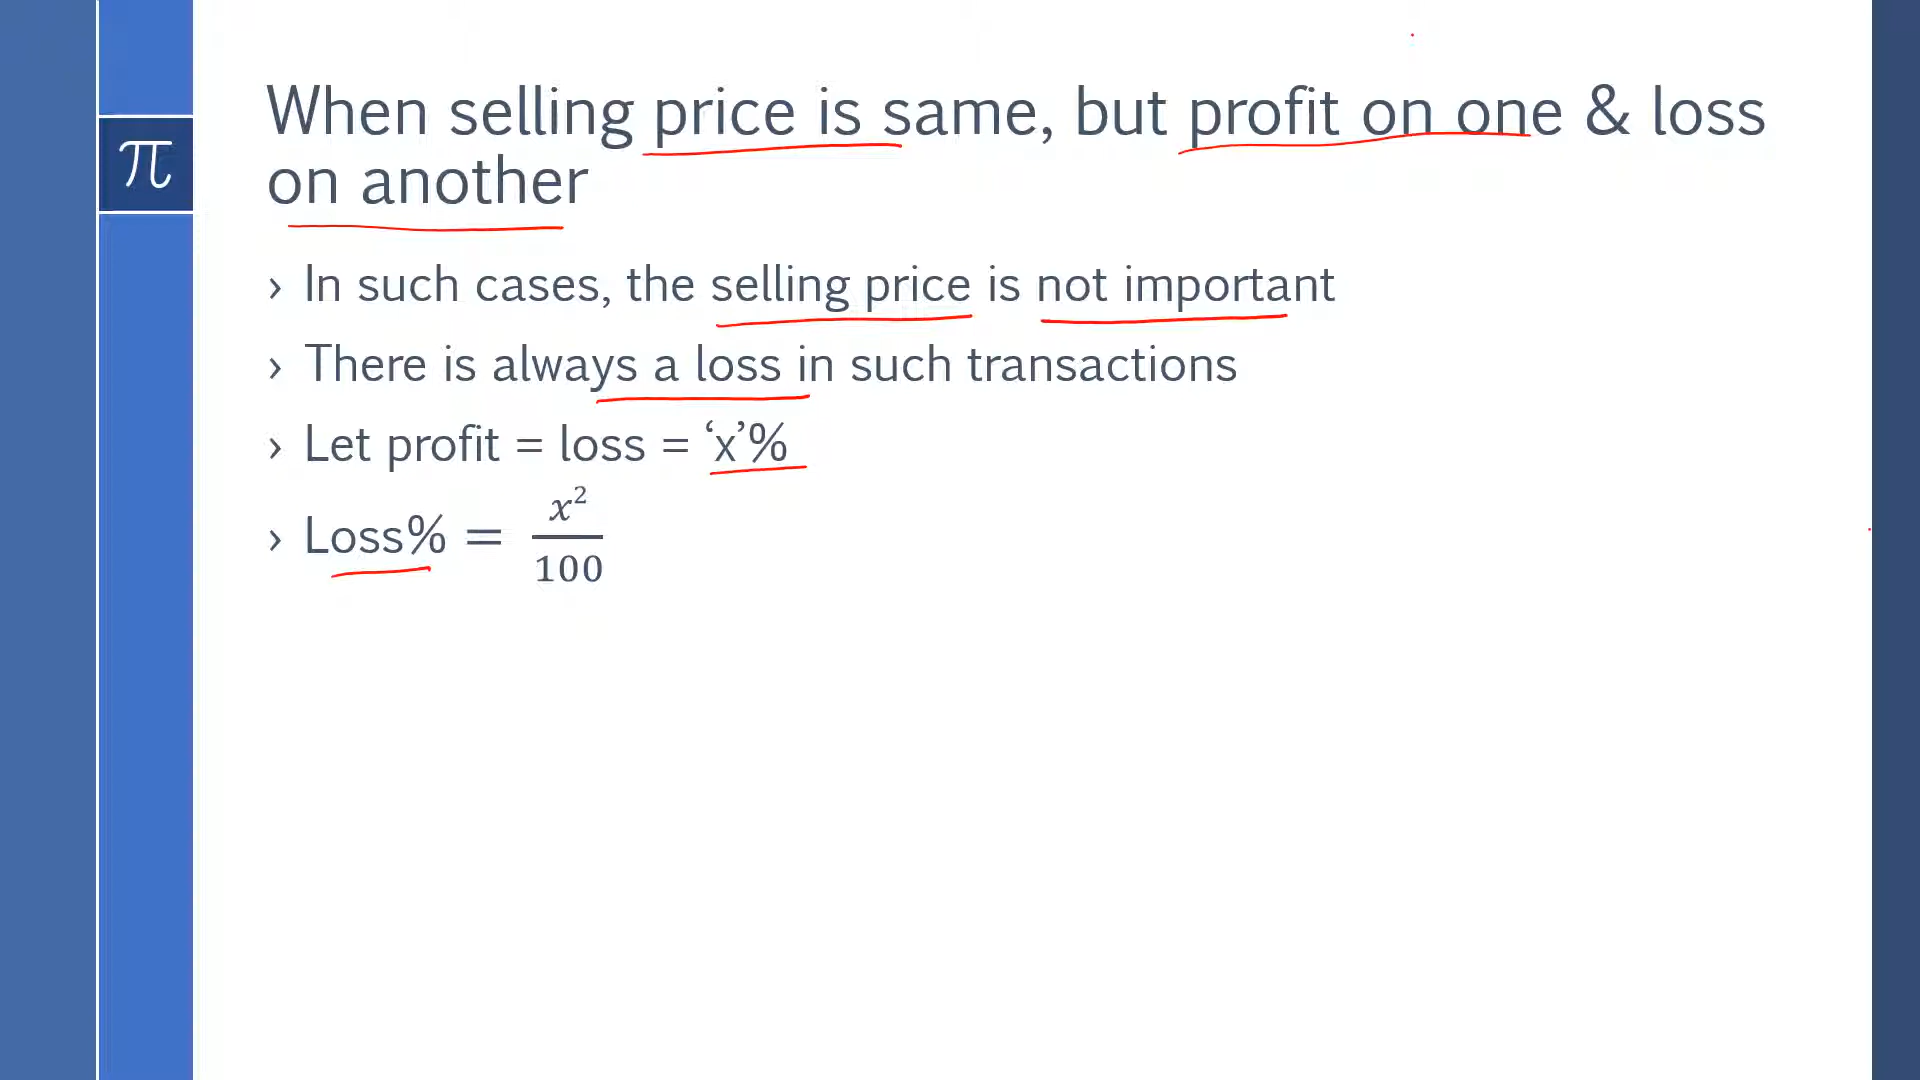 π
When selling price is same, but profit on one & loss
on another
› In such cases, the selling price is not important
› There is always a loss in such transactions
› Let profit = loss = ‘x’%
› Loss% = x²/100